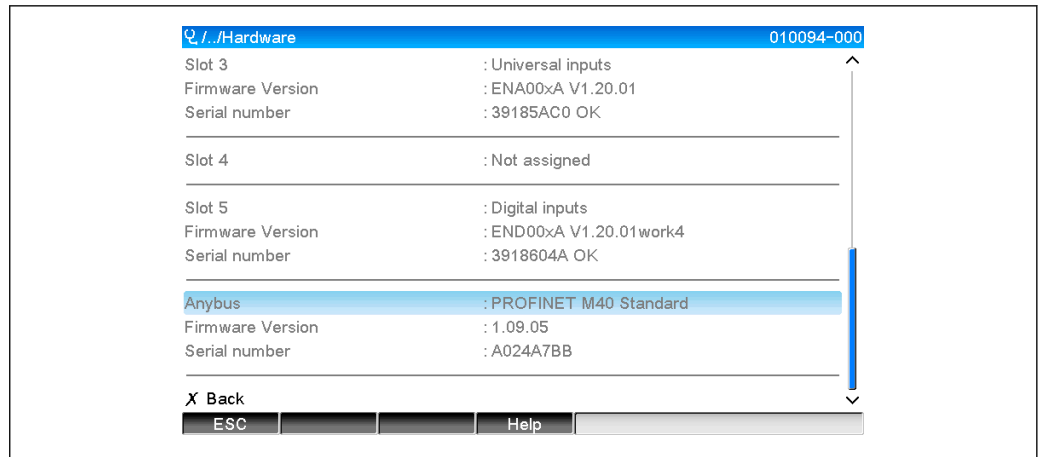 /../Hardware 010094-000
Slot 3 : Universal inputs
Firmware Version : ENA00xA V1.20.01
Serial number : 39185AC0 OK
Slot 4 : Not assigned
Slot 5 : Digital inputs
Firmware Version : END00xA V1.20.01work4
Serial number : 3918604A OK
Anybus : PROFINET M40 Standard
Firmware Version : 1.09.05
Serial number : A024A7BB
X Back
ESC Help